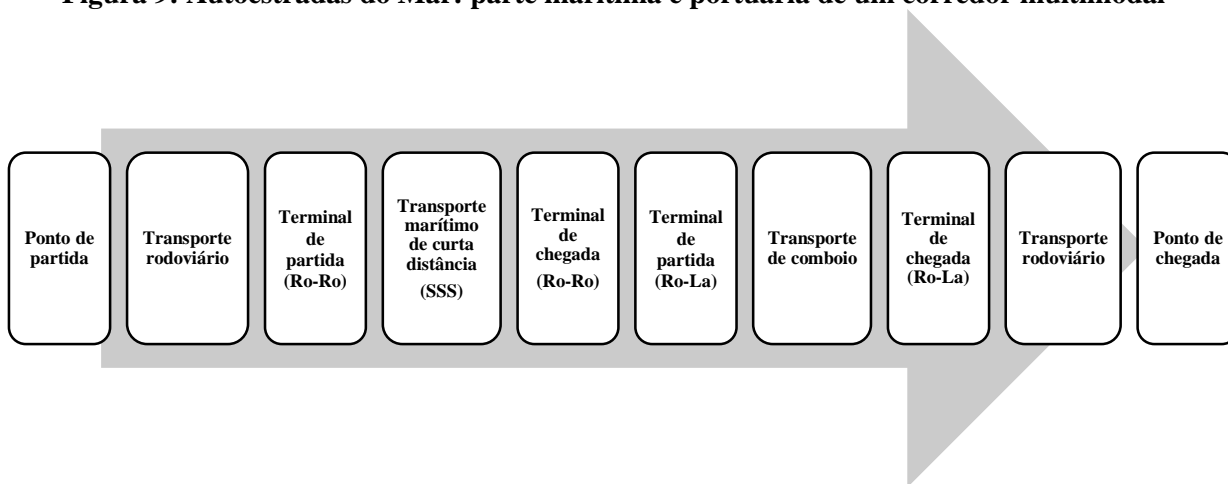 Figura 9: Autoestradas do Mar: parte marítima e portuária de um corredor multimodal
Ponto de
partida
Transporte
rodoviário
Terminal
de
partida
(Ro-Ro)
Transporte
marítimo
de curta
distância
(SSS)
Terminal
de
chegada
(Ro-Ro)
Terminal
de
partida
(Ro-La)
Transporte
de comboio
Terminal
de
chegada
(Ro-La)
Transporte
rodoviário
Ponto de
chegada